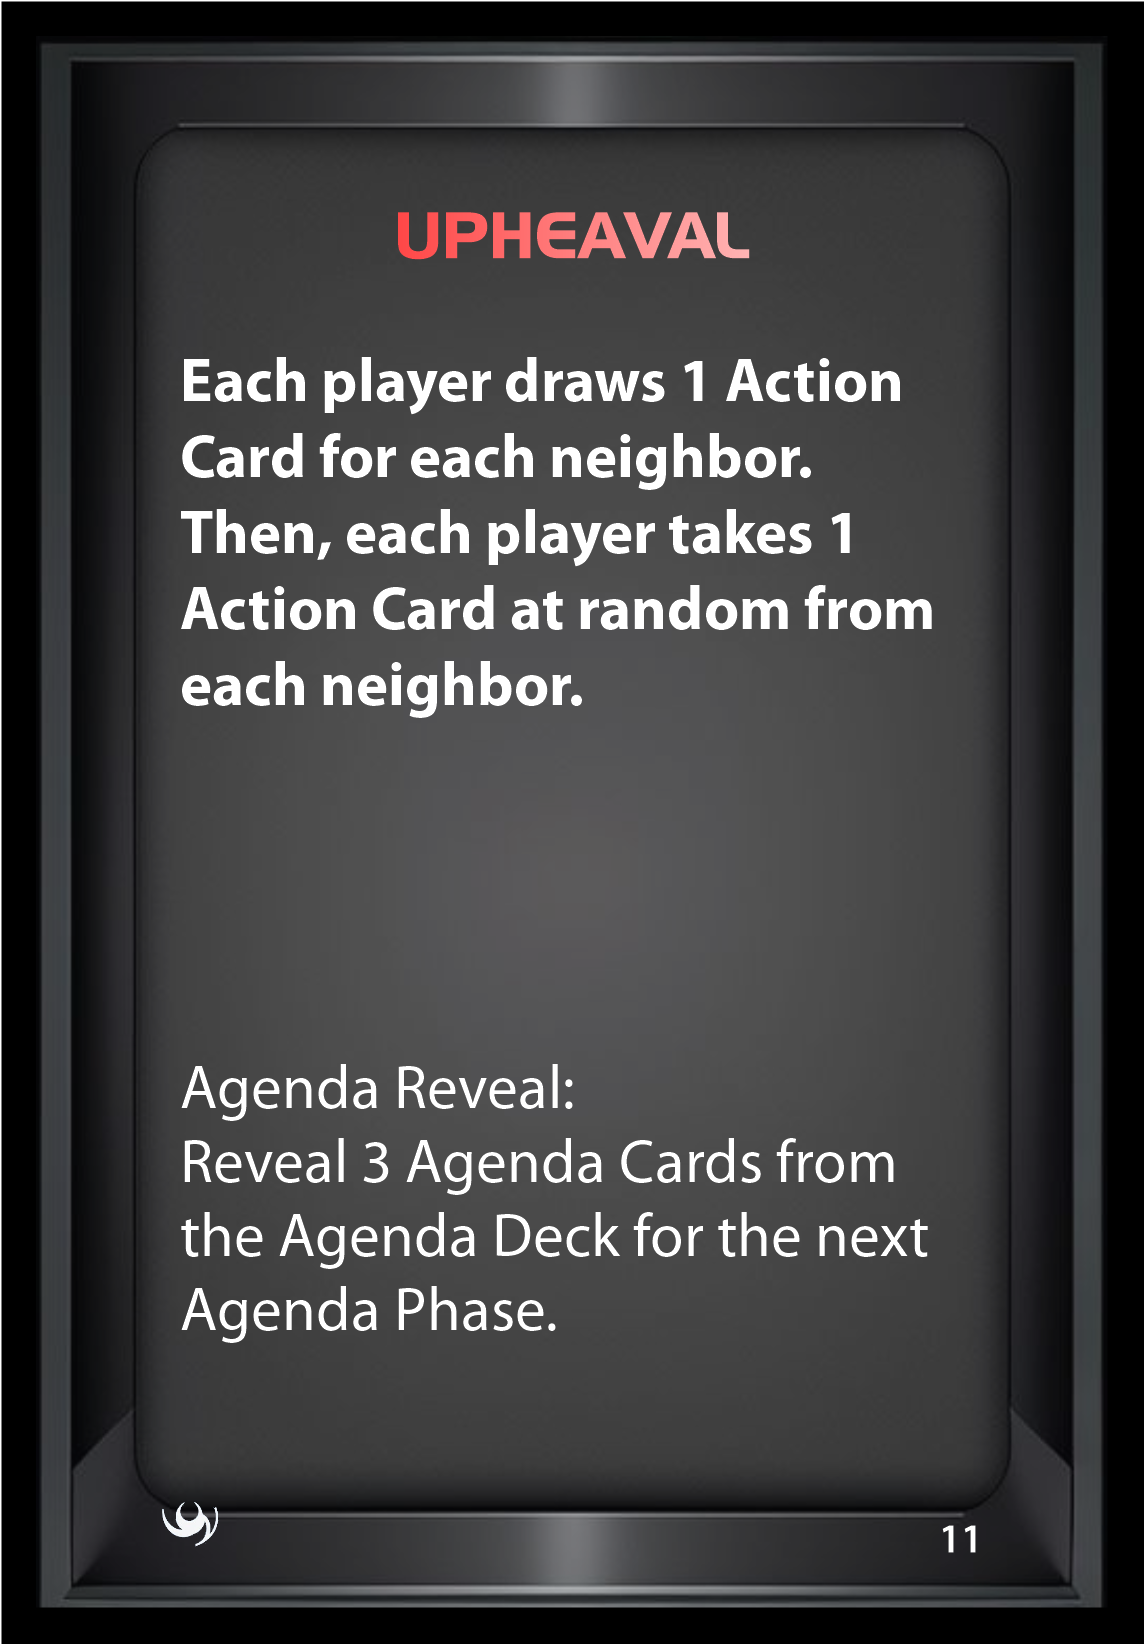 UPHEAVAL
Each player draws 1 Action
Card for each neighbor.
Then, each player takes 1
Action Card at random from
each neighbor.
Agenda Reveal:
Reveal 3 Agenda Cards from
the Agenda Deck for the next
Agenda Phase.
11